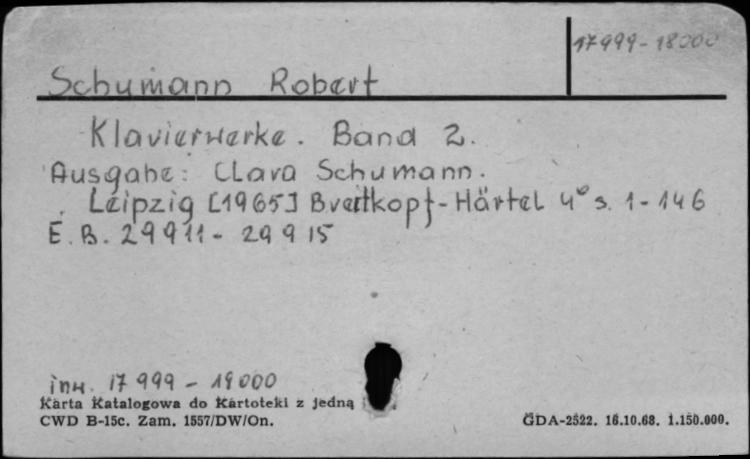 17999-18000
Schumann Robert
Klavierwerke. Band 2.
Ausgabe: Clara Schumann.
Leipzig [1965] Breitkopf-Härtel 4° s. 1-146
E.B. 29911- 29915
inw. 17999 - 18000
Karta Katalogowa do Kartoteki z jedną
CWD B-15c. Zam. 1557/DW/On.
GDA-2522. 16.10.68. 1.150.000.